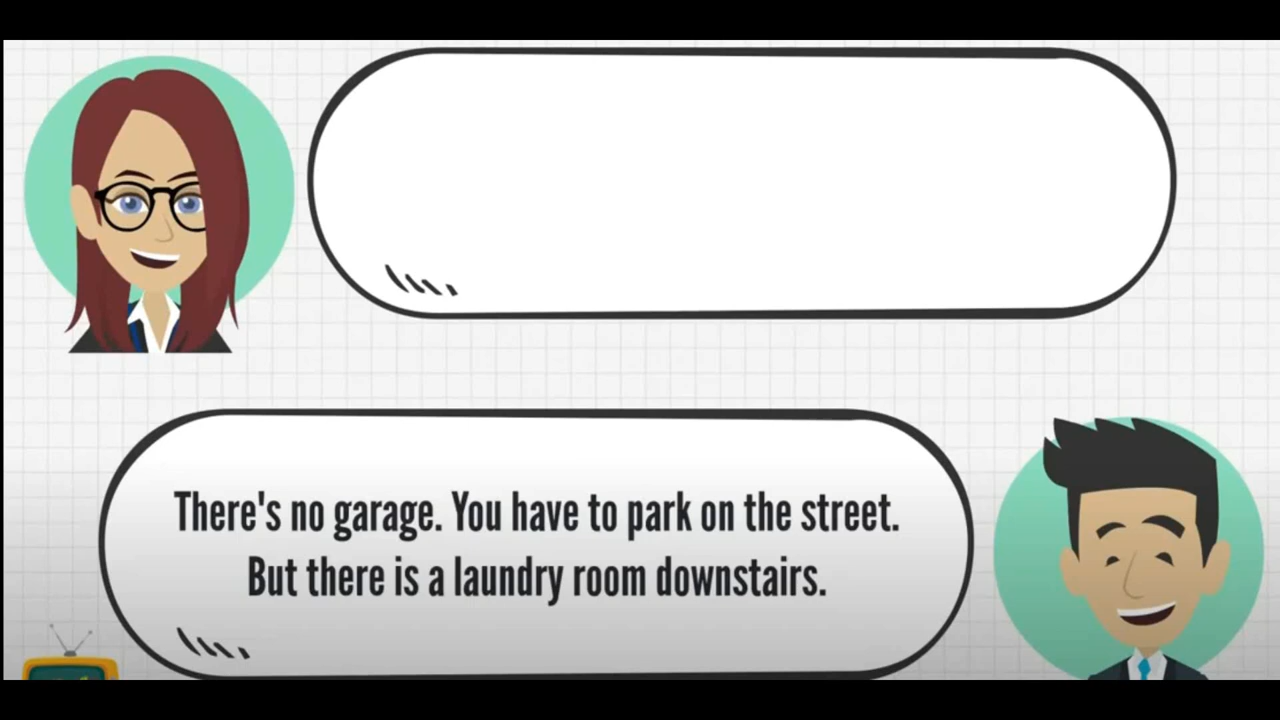 There's no garage. You have to park on the street.
But there is a laundry room downstairs.